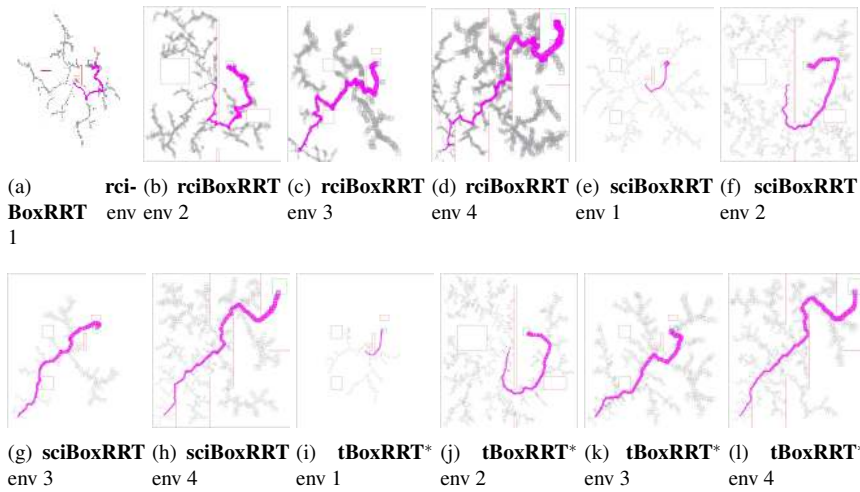 (a) rci-
BoxRRT env
1
(b) rciBoxRRT
env 2
(c) rciBoxRRT
env 3
(d) rciBoxRRT
env 4
(e) sciBoxRRT
env 1
(f) sciBoxRRT
env 2
(g) sciBoxRRT
env 3
(h) sciBoxRRT
env 4
(i) tBoxRRT*
env 1
(j) tBoxRRT*
env 2
(k) tBoxRRT*
env 3
(l) tBoxRRT*
env 4